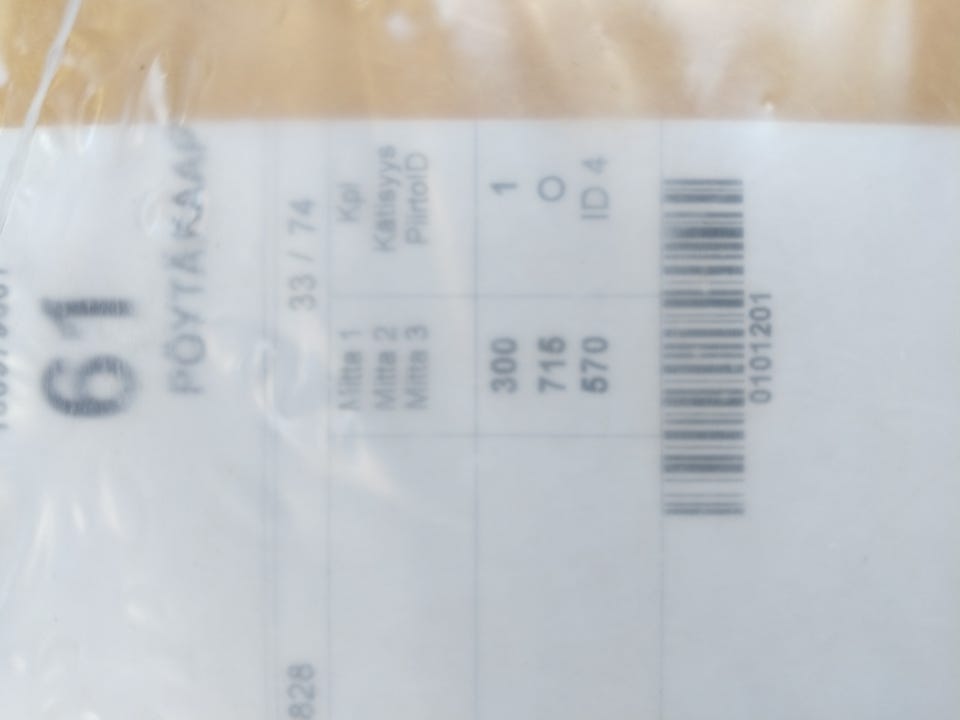 61
PÖYTÄKAAP
33 / 74
828
Mitta 1 Kpl
Mitta 2 Kätisyys
Mitta 3 PiirtoID
300 1
715 O
570 ID 4
0101201